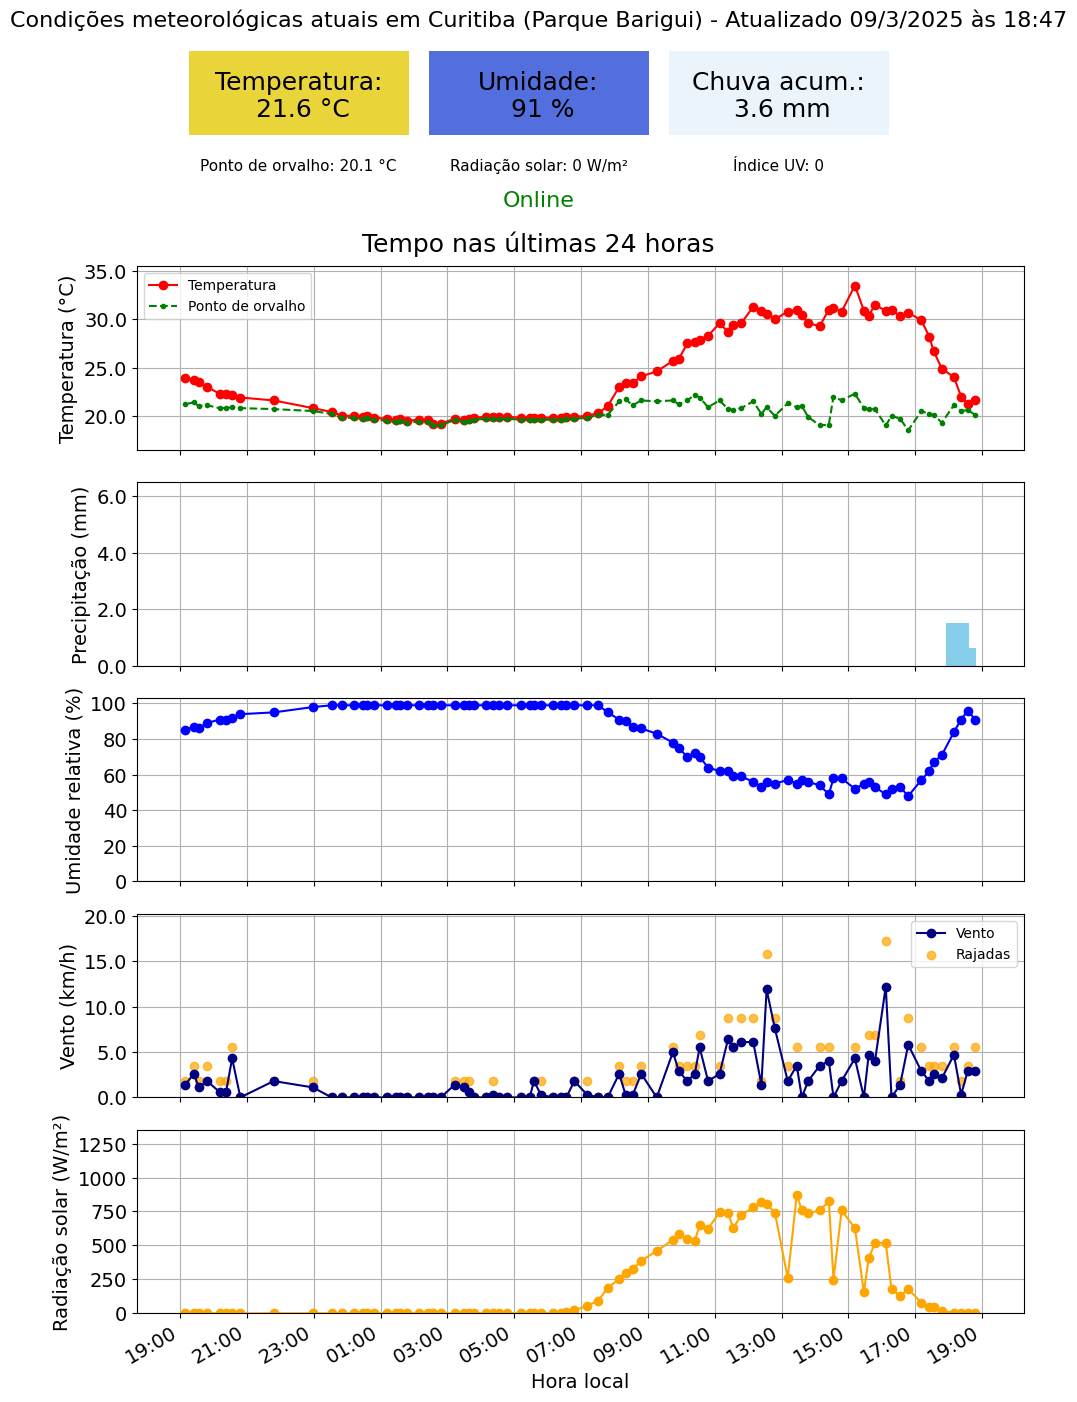 Condições meteorológicas atuais em Curitiba (Parque Barigui) - Atualizado 09/3/2025 às 18:47
Temperatura:
21.6 °C
Umidade:
91 %
Chuva acum.:
3.6 mm
Ponto de orvalho: 20.1 °C
Radiação solar: 0 W/m²
Índice UV: 0
Online
Tempo nas últimas 24 horas
Temperatura (°C)
35.0
30.0
25.0
20.0
Temperatura
Ponto de orvalho
Precipitação (mm)
6.0
4.0
2.0
0.0
Umidade relativa (%)
100
80
60
40
20
0
Vento (km/h)
20.0
15.0
10.0
5.0
0.0
Vento
Rajadas
Radiação solar (W/m²)
1250
1000
750
500
250
0
19:00
21:00
23:00
01:00
03:00
05:00
07:00
09:00
11:00
13:00
15:00
17:00
19:00
Hora local